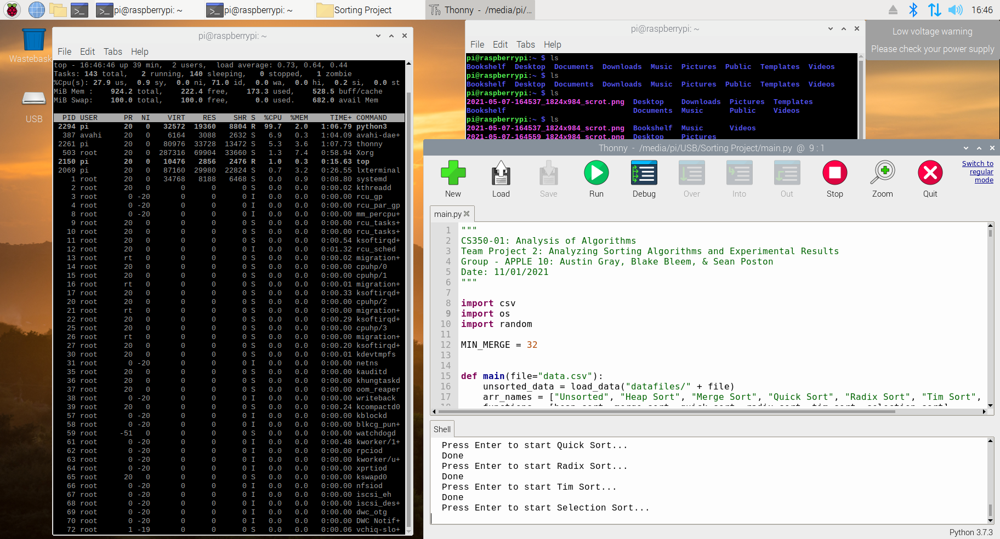 pi@raspberrypi: ~
pi@raspberrypi: ~
Sorting Project
Thonny - /media/pi/...
16:46
Wastebask
USB
pi@raspberrypi: ~
File Edit Tabs Help
top - 16:46:46 up 39 min, 2 users, load average: 0.73, 0.64, 0.44
Tasks: 143 total, 2 running, 140 sleeping, 0 stopped, 1 zombie
%Cpu(s): 27.9 us, 0.9 sy, 0.0 ni, 71.0 id, 0.0 wa, 0.0 hi, 0.2 si, 0.0 st
MiB Mem : 924.2 total, 222.4 free, 173.3 used, 528.5 buff/cache
MiB Swap: 100.0 total, 100.0 free, 0.0 used. 682.0 avail Mem
PID USER PR NI VIRT RES SHR S %CPU %MEM TIME+ COMMAND
2294 pi 20 0 32572 19360 8804 R 99.7 2.0 1:06.79 python3
387 avahi 20 0 6164 3088 2632 S 6.9 0.3 1:04.09 avahi-dae+
2261 pi 20 0 80976 33728 13472 S 5.3 3.6 1:07.73 thonny
503 root 20 0 287316 69904 33660 S 1.3 7.4 0:58.94 Xorg
2150 pi 20 0 10476 2856 2476 R 1.0 0.3 0:15.63 top
2069 pi 20 0 87160 29980 22824 S 0.7 3.2 0:26.55 lxterminal
1 root 20 0 34768 8188 6468 S 0.0 0.9 0:08.80 systemd
2 root 20 0 0 0 0 S 0.0 0.0 0:00.02 kthreadd
3 root 0 -20 0 0 0 I 0.0 0.0 0:00.00 rcu_gp
4 root 0 -20 0 0 0 I 0.0 0.0 0:00.00 rcu_par_gp
8 root 0 -20 0 0 0 I 0.0 0.0 0:00.00 mm_percpu+
9 root 20 0 0 0 0 S 0.0 0.0 0:00.00 rcu_tasks+
10 root 20 0 0 0 0 S 0.0 0.0 0:00.00 rcu_tasks+
11 root 20 0 0 0 0 S 0.0 0.0 0:00.54 ksoftirqd+
12 root 20 0 0 0 0 I 0.0 0.0 0:01.32 rcu_sched
13 root rt 0 0 0 0 S 0.0 0.0 0:00.02 migration+
14 root 20 0 0 0 0 S 0.0 0.0 0:00.00 cpuhp/0
15 root 20 0 0 0 0 S 0.0 0.0 0:00.00 cpuhp/1
16 root rt 0 0 0 0 S 0.0 0.0 0:00.01 migration+
17 root 20 0 0 0 0 S 0.0 0.0 0:00.33 ksoftirqd+
20 root 20 0 0 0 0 S 0.0 0.0 0:00.00 cpuhp/2
21 root rt 0 0 0 0 S 0.0 0.0 0:00.00 migration+
22 root 20 0 0 0 0 S 0.0 0.0 0:00.29 ksoftirqd+
25 root 20 0 0 0 0 S 0.0 0.0 0:00.00 cpuhp/3
26 root rt 0 0 0 0 S 0.0 0.0 0:00.00 migration+
27 root 20 0 0 0 0 S 0.0 0.0 0:00.20 ksoftirqd+
30 root 20 0 0 0 0 S 0.0 0.0 0:00.01 kdevtmpfs
31 root 0 -20 0 0 0 I 0.0 0.0 0:00.00 netns
35 root 20 0 0 0 0 S 0.0 0.0 0:00.00 kauditd
36 root 20 0 0 0 0 S 0.0 0.0 0:00.00 khungtaskd
37 root 20 0 0 0 0 S 0.0 0.0 0:00.00 oom_reaper
38 root 0 -20 0 0 0 I 0.0 0.0 0:00.00 writeback
39 root 20 0 0 0 0 S 0.0 0.0 0:00.24 kcompactd0
57 root 0 -20 0 0 0 I 0.0 0.0 0:00.00 kblockd
58 root 0 -20 0 0 0 I 0.0 0.0 0:00.00 blkcg_pun+
59 root -51 0 0 0 0 S 0.0 0.0 0:00.00 watchdogd
61 root 0 -20 0 0 0 I 0.0 0.0 0:00.48 kworker/1+
62 root 0 -20 0 0 0 I 0.0 0.0 0:00.00 rpciod
63 root 0 -20 0 0 0 I 0.0 0.0 0:00.00 kworker/u+
64 root 0 -20 0 0 0 I 0.0 0.0 0:00.00 xprtiod
65 root 20 0 0 0 0 S 0.0 0.0 0:00.00 kswapd0
66 root 0 -20 0 0 0 I 0.0 0.0 0:00.00 nfsiod
67 root 0 -20 0 0 0 I 0.0 0.0 0:00.00 iscsi_eh
68 root 0 -20 0 0 0 I 0.0 0.0 0:00.00 iscsi_des+
69 root 0 -20 0 0 0 I 0.0 0.0 0:00.00 dwc_otg
70 root 0 -20 0 0 0 I 0.0 0.0 0:00.00 DWC Notif+
72 root 1 -19 0 0 0 S 0.0 0.0 0:00.06 vchiq-slo+
pi@raspberrypi: ~
File Edit Tabs Help
pi@raspberrypi:~ $ ls
Bookshelf Desktop Documents Downloads Music Pictures Public Templates Videos
pi@raspberrypi:~ $ ls
Bookshelf Desktop Documents Downloads Music Pictures Public Templates Videos
pi@raspberrypi:~ $ ls
2021-05-07-164537_1824x984_scrot.png Desktop Downloads Pictures Templates
Bookshelf Documents Music Public Videos
pi@raspberrypi:~ $ ls
2021-05-07-164537_1824x984_scrot.png Bookshelf Music Videos
2021-05-07-164559_1824x984_scrot.png Desktop Pictures
Low voltage warning
Please check your power supply
Thonny - /media/pi/USB/Sorting Project/main.py @ 9 : 1
New Load Save Run Debug Over Into Out Stop Zoom Quit
Switch to
regular
mode
main.py
1 """
2 CS350-01: Analysis of Algorithms
3 Team Project 2: Analyzing Sorting Algorithms and Experimental Results
4 Group - APPLE 10: Austin Gray, Blake Bleem, & Sean Poston
5 Date: 11/01/2021
6 """
7
8 import csv
9 import os
10 import random
11
12 MIN_MERGE = 32
13
14
15 def main(file="data.csv"):
16 unsorted_data = load_data("datafiles/" + file)
17 arr_names = ["Unsorted", "Heap Sort", "Merge Sort", "Quick Sort", "Radix Sort", "Tim Sort",
18 functions = [heap_sort, merge_sort, quick_sort, radix_sort, tim_sort, selection_sort]
Shell
Press Enter to start Quick Sort...
Done
Press Enter to start Radix Sort...
Done
Press Enter to start Tim Sort...
Done
Press Enter to start Selection Sort...
Python 3.7.3